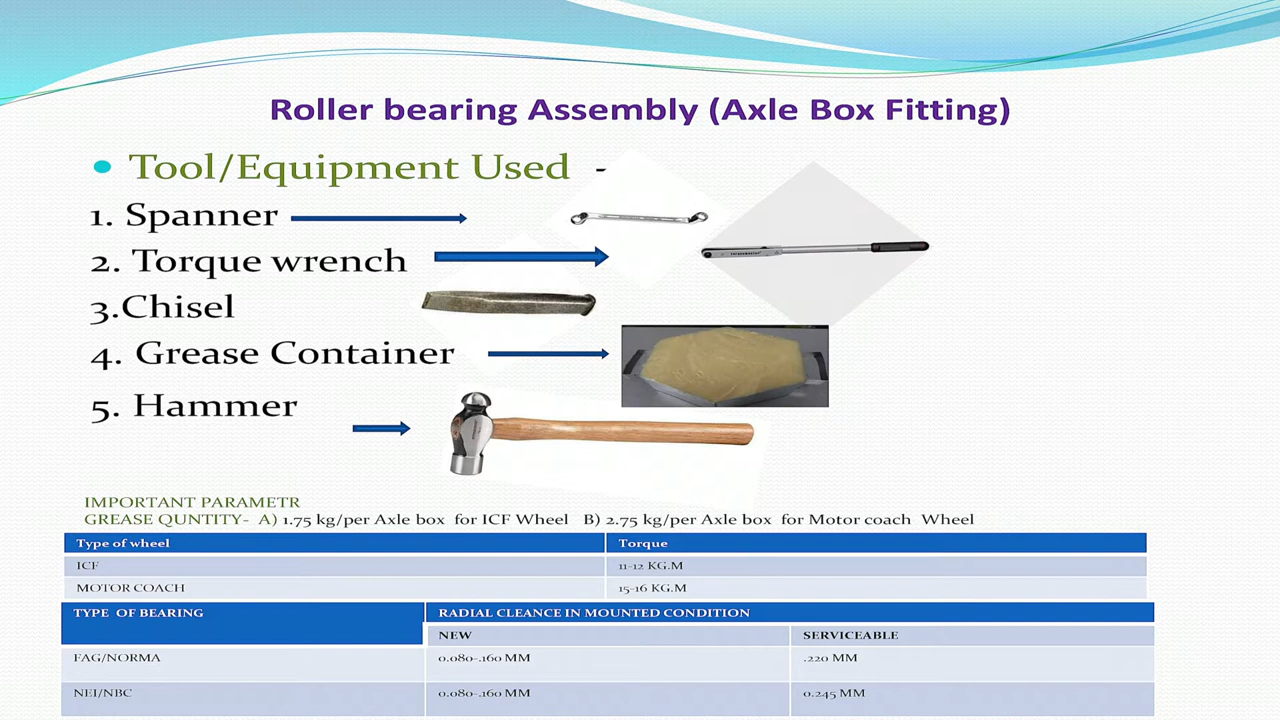 Roller bearing Assembly (Axle Box Fitting)
• Tool/Equipment Used -
1. Spanner
2. Torque wrench
3.Chisel
4. Grease Container
5. Hammer
IMPORTANT PARAMETR
GREASE QUNTITY- A) 1.75 kg/per Axle box for ICF Wheel B) 2.75 kg/per Axle box for Motor coach Wheel
Type of wheel Torque
ICF 11-12 KG.M
MOTOR COACH 15-16 KG.M
TYPE OF BEARING RADIAL CLEANCE IN MOUNTED CONDITION
NEW SERVICEABLE
FAG/NORMA 0.080-.160 MM .220 MM
NEI/NBC 0.080-.160 MM 0.245 MM